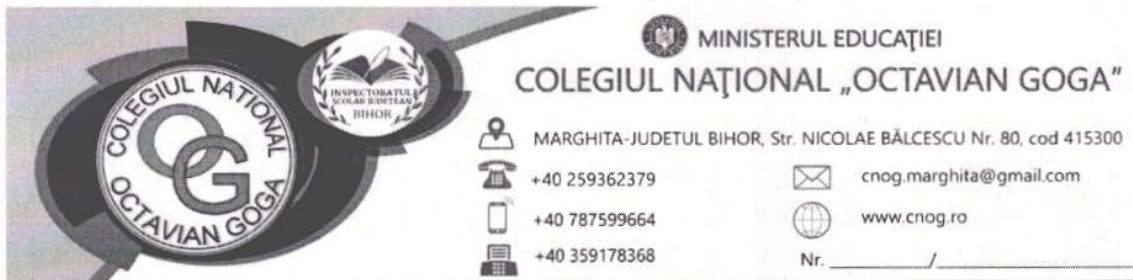 COLEGIUL NAȚIONAL
OG
OCTAVIAN GOGA
INSPECTORATUL
ȘCOLAR JUDEȚEAN
BIHOR
MINISTERUL EDUCAȚIEI
COLEGIUL NAȚIONAL „OCTAVIAN GOGA”
MARGHITA-JUDETUL BIHOR, Str. NICOLAE BĂLCESCU Nr. 80, cod 415300
+40 259362379
cnog.marghita@gmail.com
+40 787599664
www.cnog.ro
+40 359178368
Nr. ________/________________